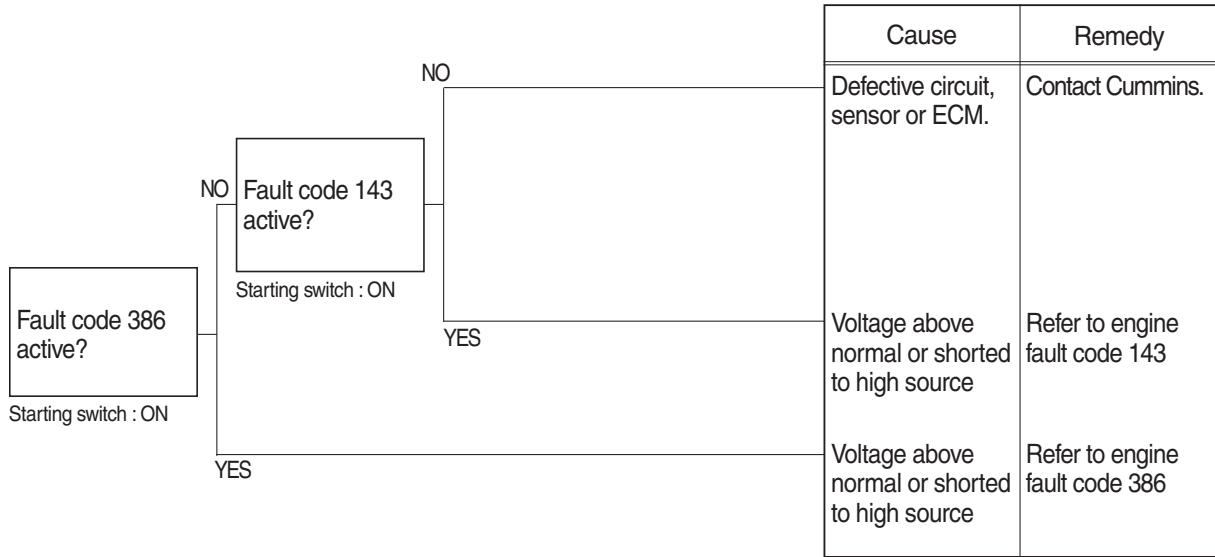 Cause
Remedy
NO
Defective circuit,
sensor or ECM.
Contact Cummins.
NO
Fault code 143
active?
Starting switch : ON
Fault code 386
active?
Starting switch : ON
YES
Voltage above
normal or shorted
to high source
Refer to engine
fault code 143
YES
Voltage above
normal or shorted
to high source
Refer to engine
fault code 386